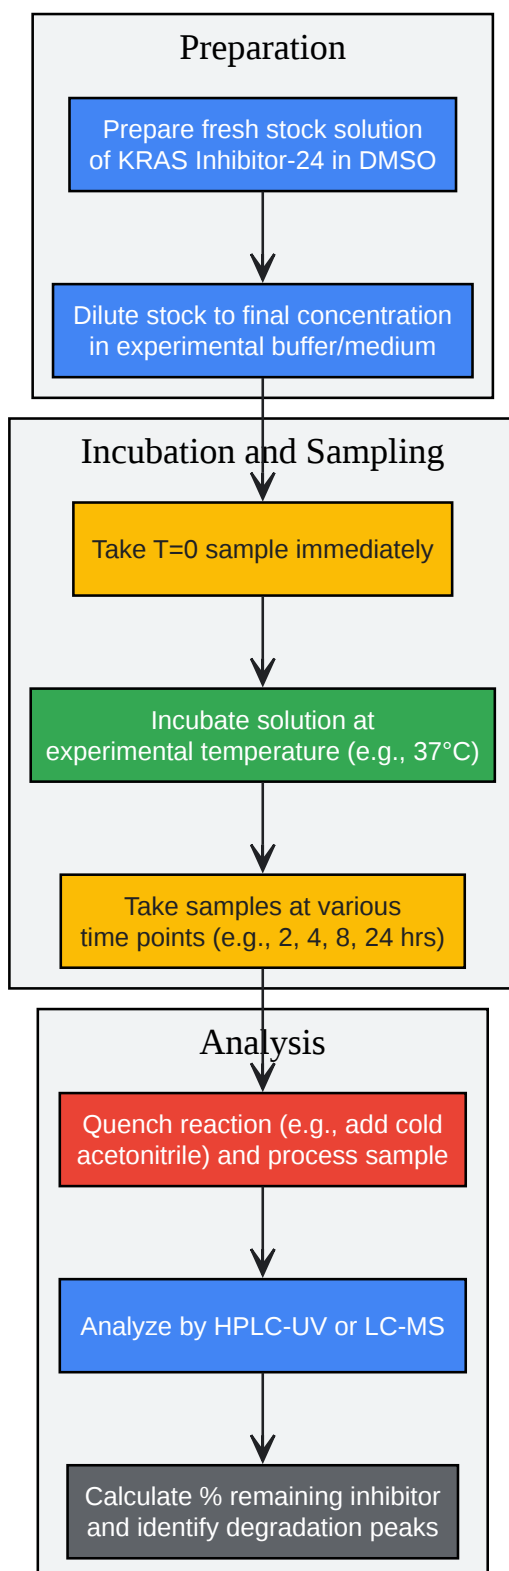 Preparation
Prepare fresh stock solution
of KRAS Inhibitor-24 in DMSO
Dilute stock to final concentration
in experimental buffer/medium
Incubation and Sampling
Take T=0 sample immediately
Incubate solution at
experimental temperature (e.g., 37°C)
Take samples at various
time points (e.g., 2, 4, 8, 24 hrs)
Analysis
Quench reaction (e.g., add cold
acetonitrile) and process sample
Analyze by HPLC-UV or LC-MS
Calculate % remaining inhibitor
and identify degradation peaks